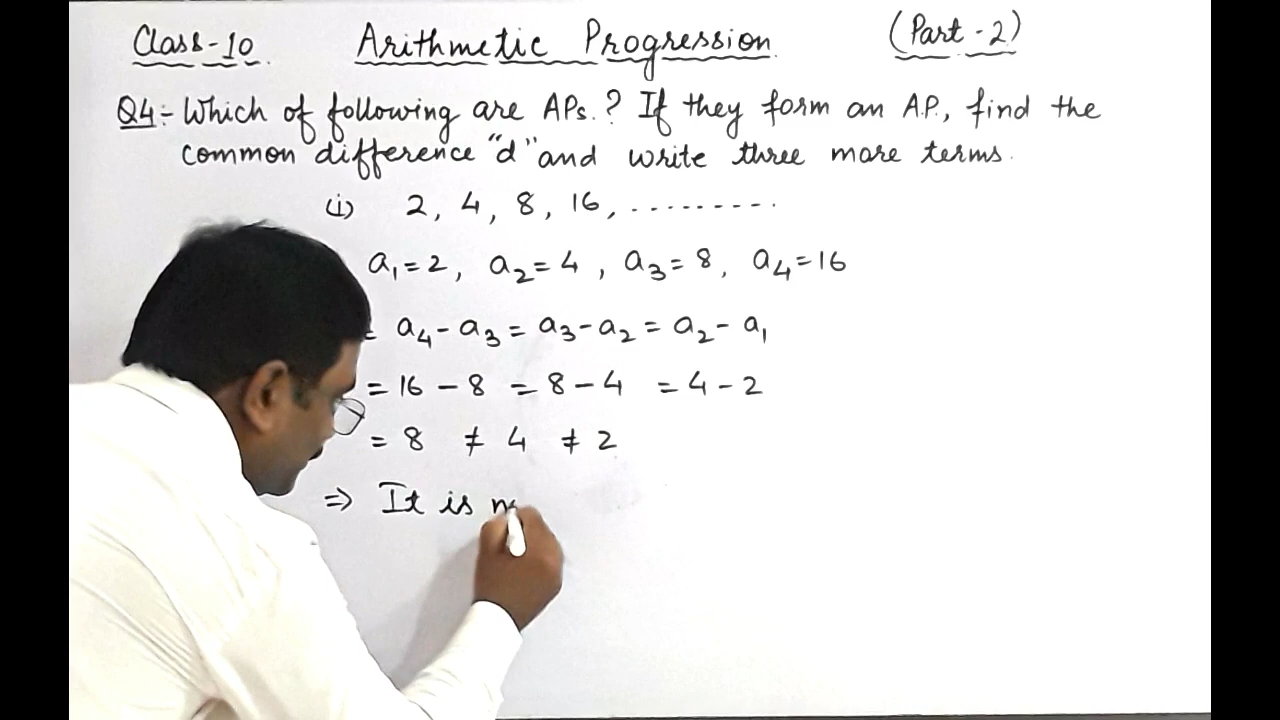 Class-10 Arithmetic Progression (Part-2)
Q4:- Which of following are APs.? If they form an A.P., find the
common difference "d" and write three more terms.
(i) 2, 4, 8, 16, .........
a₁=2, a₂=4, a₃=8, a₄=16
= a₄-a₃ = a₃-a₂ = a₂-a₁
= 16-8 = 8-4 = 4-2
= 8 ≠ 4 ≠ 2
⇒ It is